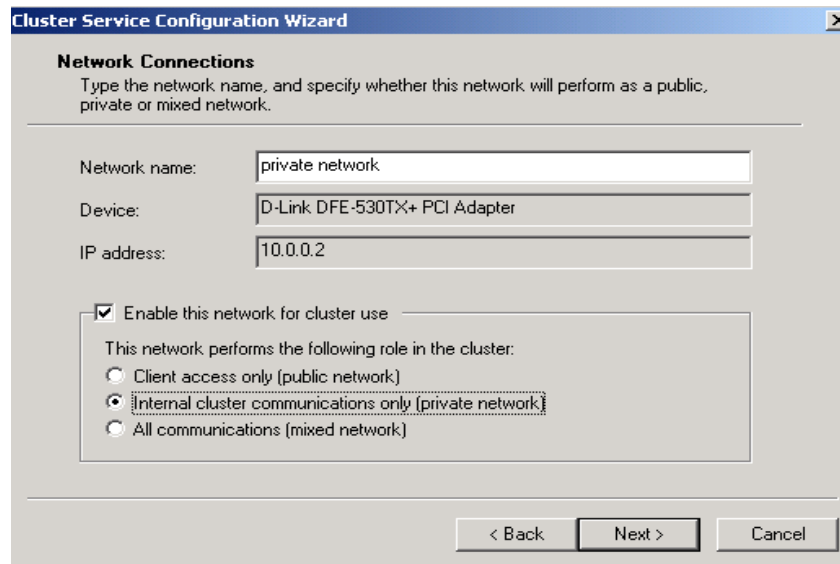 Cluster Service Configuration Wizard
Network Connections
Type the network name, and specify whether this network will perform as a public,
private or mixed network.
Network name:
private network
Device:
D-Link DFE-530TX+ PCI Adapter
IP address:
10.0.0.2
Enable this network for cluster use
This network performs the following role in the cluster:
Client access only (public network)
Internal cluster communications only (private network)
All communications (mixed network)
< Back
Next >
Cancel